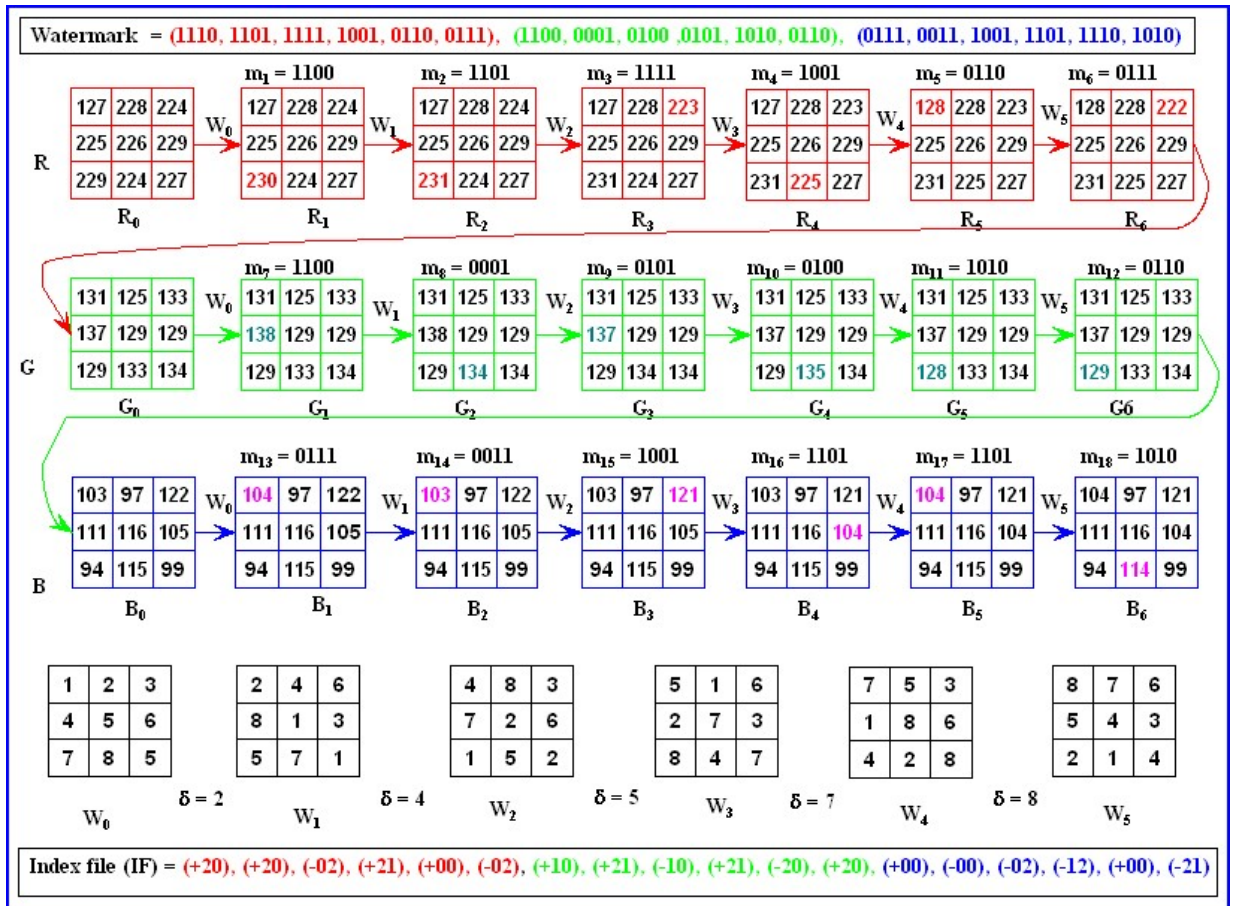 Watermark = (1110, 1101, 1111, 1001, 0110, 0111), (1100, 0001, 0100 ,0101, 1010, 0110), (0111, 0011, 1001, 1101, 1110, 1010)
m1 = 1100 m2 = 1101 m3 = 1111 m4 = 1001 m5 = 0110 m6 = 0111
127 228 224 127 228 224 127 228 224 127 228 223 127 228 223 128 228 223 128 228 222
W0 W1 W2 W3 W4 W5
225 226 229 225 226 229 225 226 229 225 226 229 225 226 229 225 226 229 225 226 229
R
229 224 227 230 224 227 231 224 227 231 224 227 231 225 227 231 225 227 231 225 227
R0 R1 R2 R3 R4 R5 R6
m7 = 1100 m8 = 0001 m9 = 0101 m10 = 0100 m11 = 1010 m12 = 0110
131 125 133 131 125 133 131 125 133 131 125 133 131 125 133 131 125 133 131 125 133
W0 W1 W2 W3 W4 W5
137 129 129 138 129 129 138 129 129 137 129 129 137 129 129 137 129 129 137 129 129
G
129 133 134 129 133 134 129 134 134 129 134 134 129 135 134 128 133 134 129 133 134
G0 G1 G2 G3 G4 G5 G6
m13 = 0111 m14 = 0011 m15 = 1001 m16 = 1101 m17 = 1101 m18 = 1010
103 97 122 104 97 122 103 97 122 103 97 121 103 97 121 104 97 121 104 97 121
W0 W1 W2 W3 W4 W5
111 116 105 111 116 105 111 116 105 111 116 105 111 116 104 111 116 104 111 116 104
B
94 115 99 94 115 99 94 115 99 94 115 99 94 115 99 94 115 99 94 114 99
B0 B1 B2 B3 B4 B5 B6
1 2 3 2 4 6 4 8 3 5 1 6 7 5 3 8 7 6
4 5 6 8 1 3 7 2 6 2 7 3 1 8 6 5 4 3
7 8 5 5 7 1 1 5 2 8 4 7 4 2 8 2 1 4
δ = 2 δ = 4 δ = 5 δ = 7 δ = 8
W0 W1 W2 W3 W4 W5
Index file (IF) = (+20), (+20), (-02), (+21), (+00), (-02), (+10), (+21), (-10), (+21), (-20), (+20), (+00), (-00), (-02), (-12), (+00), (-21)